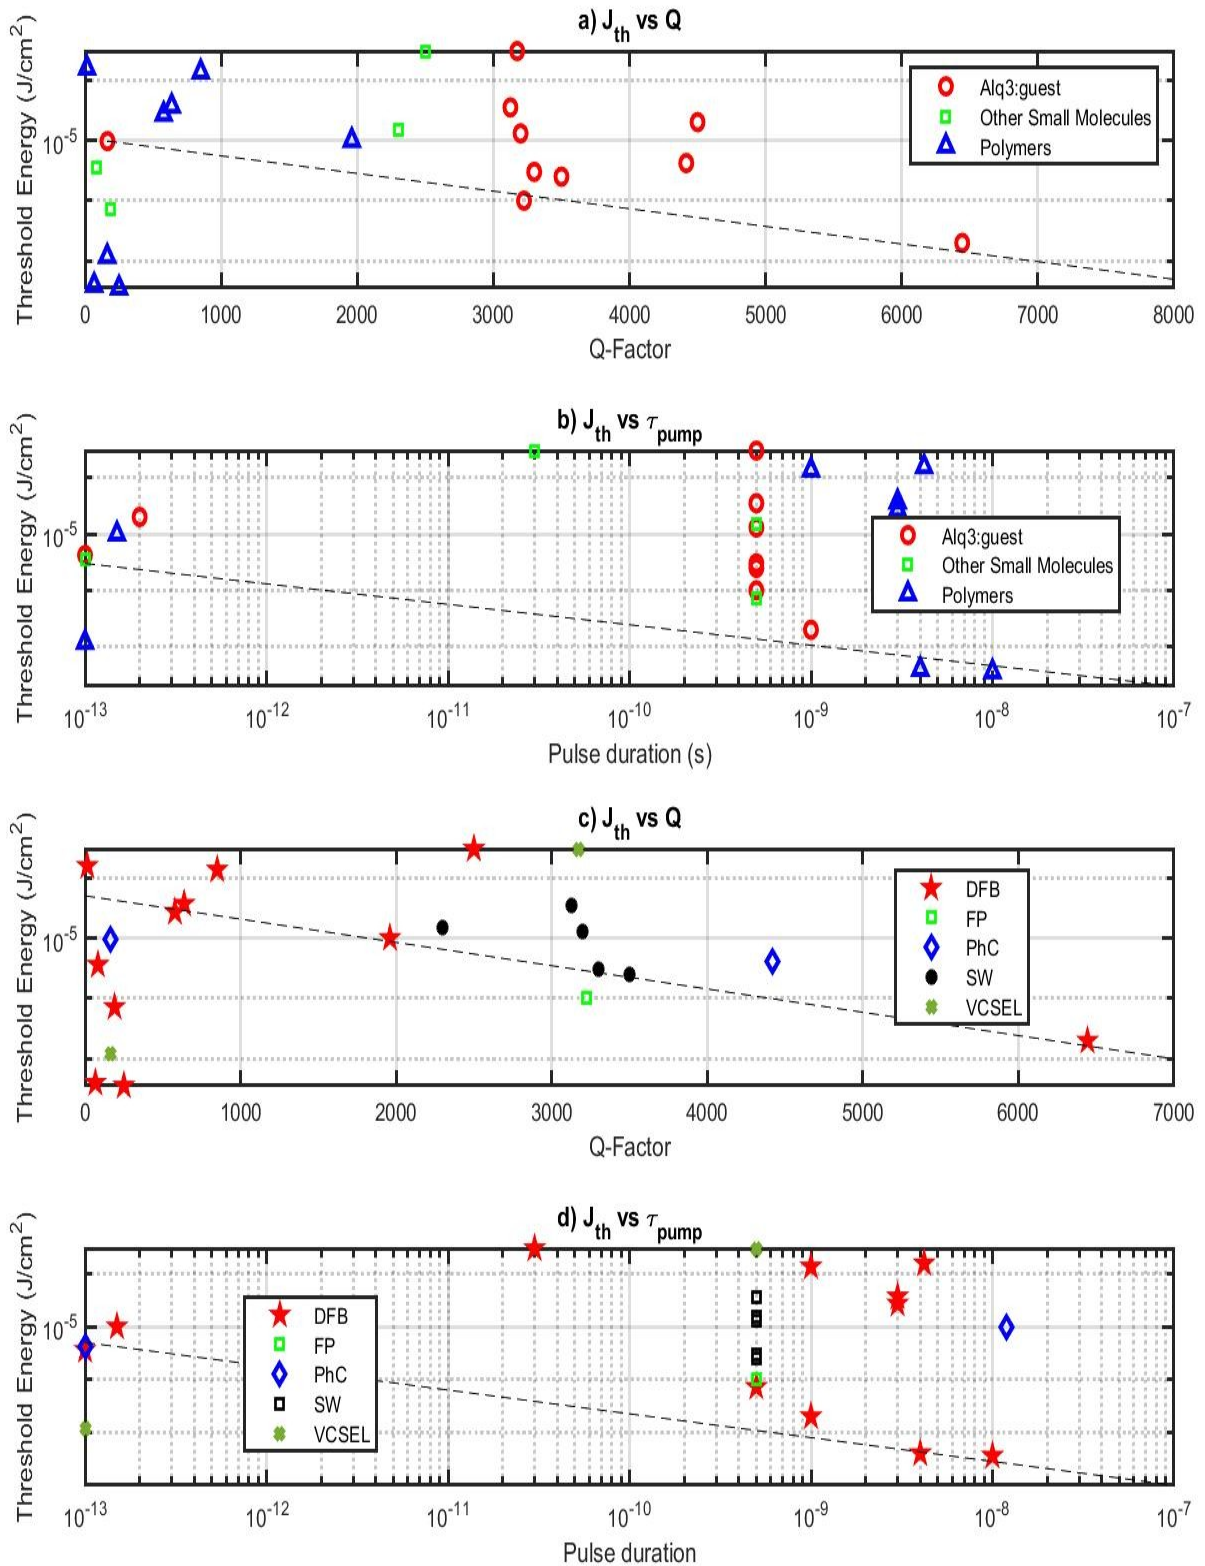 a) J_th vs Q
Threshold Energy (J/cm^2)
10^-5
Alq3:guest
Other Small Molecules
Polymers
0 1000 2000 3000 4000 5000 6000 7000 8000
Q-Factor
b) J_th vs τ_pump
Threshold Energy (J/cm^2)
10^-5
Alq3:guest
Other Small Molecules
Polymers
10^-13 10^-12 10^-11 10^-10 10^-9 10^-8 10^-7
Pulse duration (s)
c) J_th vs Q
Threshold Energy (J/cm^2)
10^-5
DFB
FP
PhC
SW
VCSEL
0 1000 2000 3000 4000 5000 6000 7000
Q-Factor
d) J_th vs τ_pump
Threshold Energy (J/cm^2)
10^-5
DFB
FP
PhC
SW
VCSEL
10^-13 10^-12 10^-11 10^-10 10^-9 10^-8 10^-7
Pulse duration